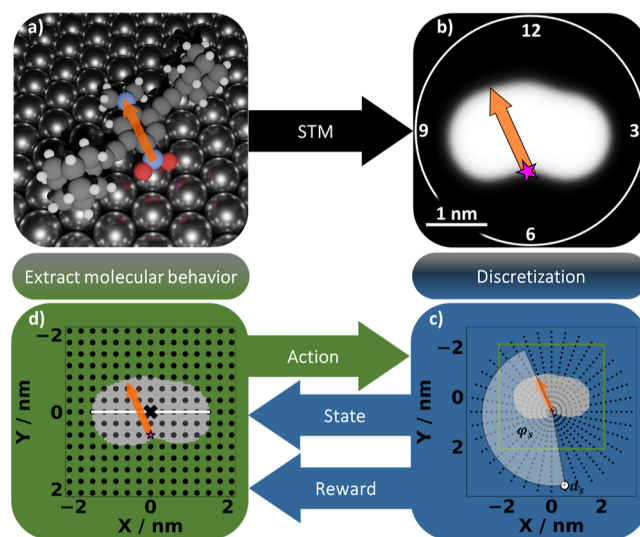 a)
b)
12
9
3
6
1 nm
STM
Extract molecular behavior
Discretization
d)
−2
0
2
Y / nm
−2
0
2
X / nm
Action
State
Reward
c)
−2
0
2
Y / nm
φs
ds
−2
0
2
X / nm